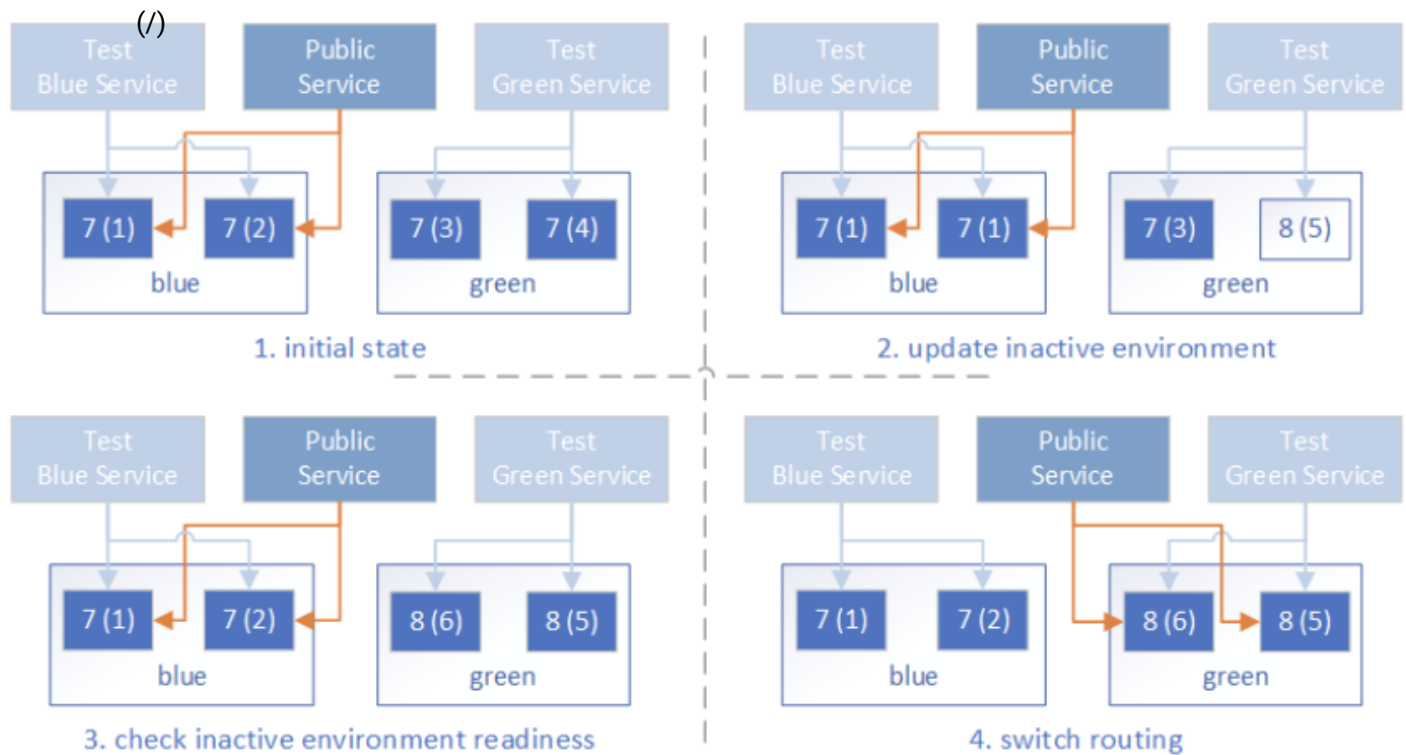 (/)
Test
Blue Service
Public
Service
Test
Green Service
7 (1)
7 (2)
blue
7 (3)
7 (4)
green
1. initial state
Test
Blue Service
Public
Service
Test
Green Service
7 (1)
7 (1)
blue
7 (3)
8 (5)
green
2. update inactive environment
Test
Blue Service
Public
Service
Test
Green Service
7 (1)
7 (2)
blue
8 (6)
8 (5)
green
3. check inactive environment readiness
Test
Blue Service
Public
Service
Test
Green Service
7 (1)
7 (2)
blue
8 (6)
8 (5)
green
4. switch routing